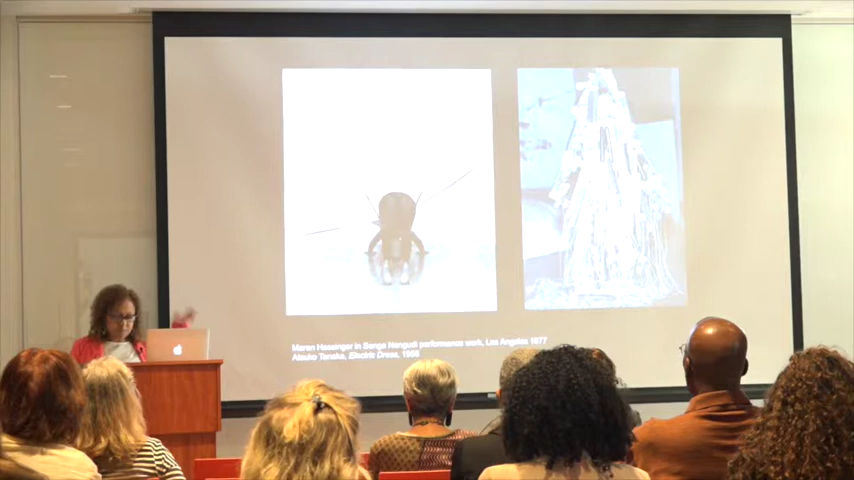 Maren Hassinger in Senga Nengudi performance work, Los Angeles 1977
Atsuko Tanaka, Electric Dress, 1956